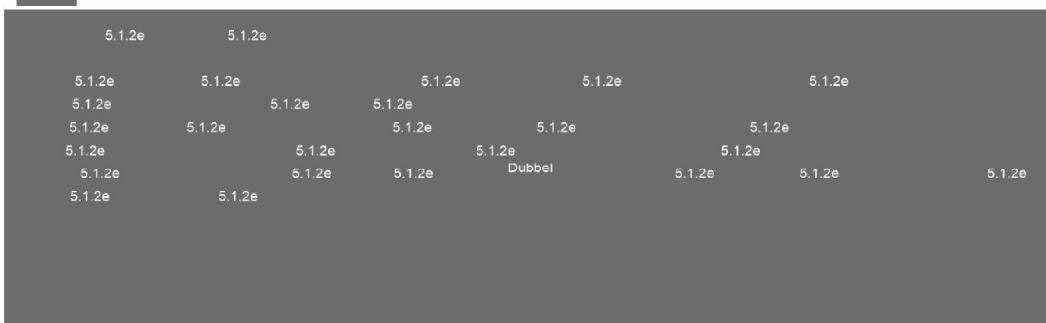 5.1.2e 5.1.2e
5.1.2e 5.1.2e 5.1.2e 5.1.2e 5.1.2e
5.1.2e 5.1.2e 5.1.2e
5.1.2e 5.1.2e 5.1.2e 5.1.2e 5.1.2e
5.1.2e 5.1.2e 5.1.2e 5.1.2e
Dubbel
5.1.2e 5.1.2e 5.1.2e 5.1.2e 5.1.2e 5.1.2e
5.1.2e 5.1.2e